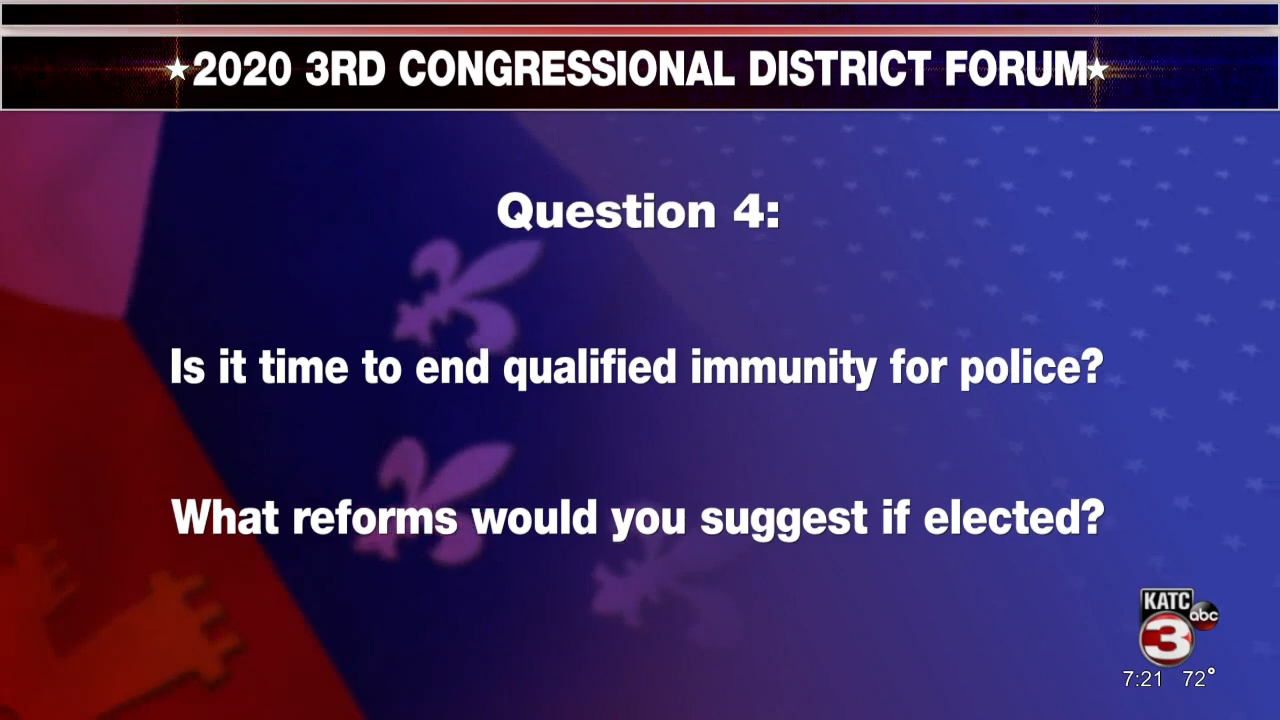 ★2020 3RD CONGRESSIONAL DISTRICT FORUM★
Question 4:
Is it time to end qualified immunity for police?
What reforms would you suggest if elected?
KATC
abc
3
7:21 72°